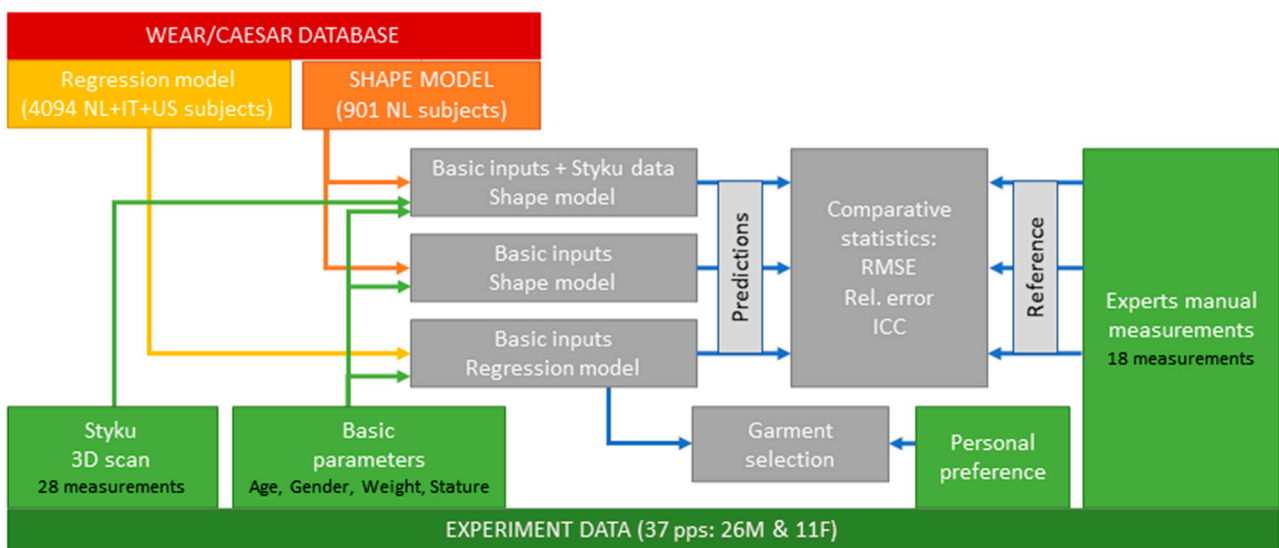 WEAR/CAESAR DATABASE
Regression model
(4094 NL+IT+US subjects)
SHAPE MODEL
(901 NL subjects)
Basic inputs + Styku data
Shape model
Basic inputs
Shape model
Basic inputs
Regression model
Predictions
Comparative
statistics:
RMSE
Rel. error
ICC
Reference
Experts manual
measurements
18 measurements
Styku
3D scan
28 measurements
Basic
parameters
Age, Gender, Weight, Stature
Garment
selection
Personal
preference
EXPERIMENT DATA (37 pps: 26M & 11F)